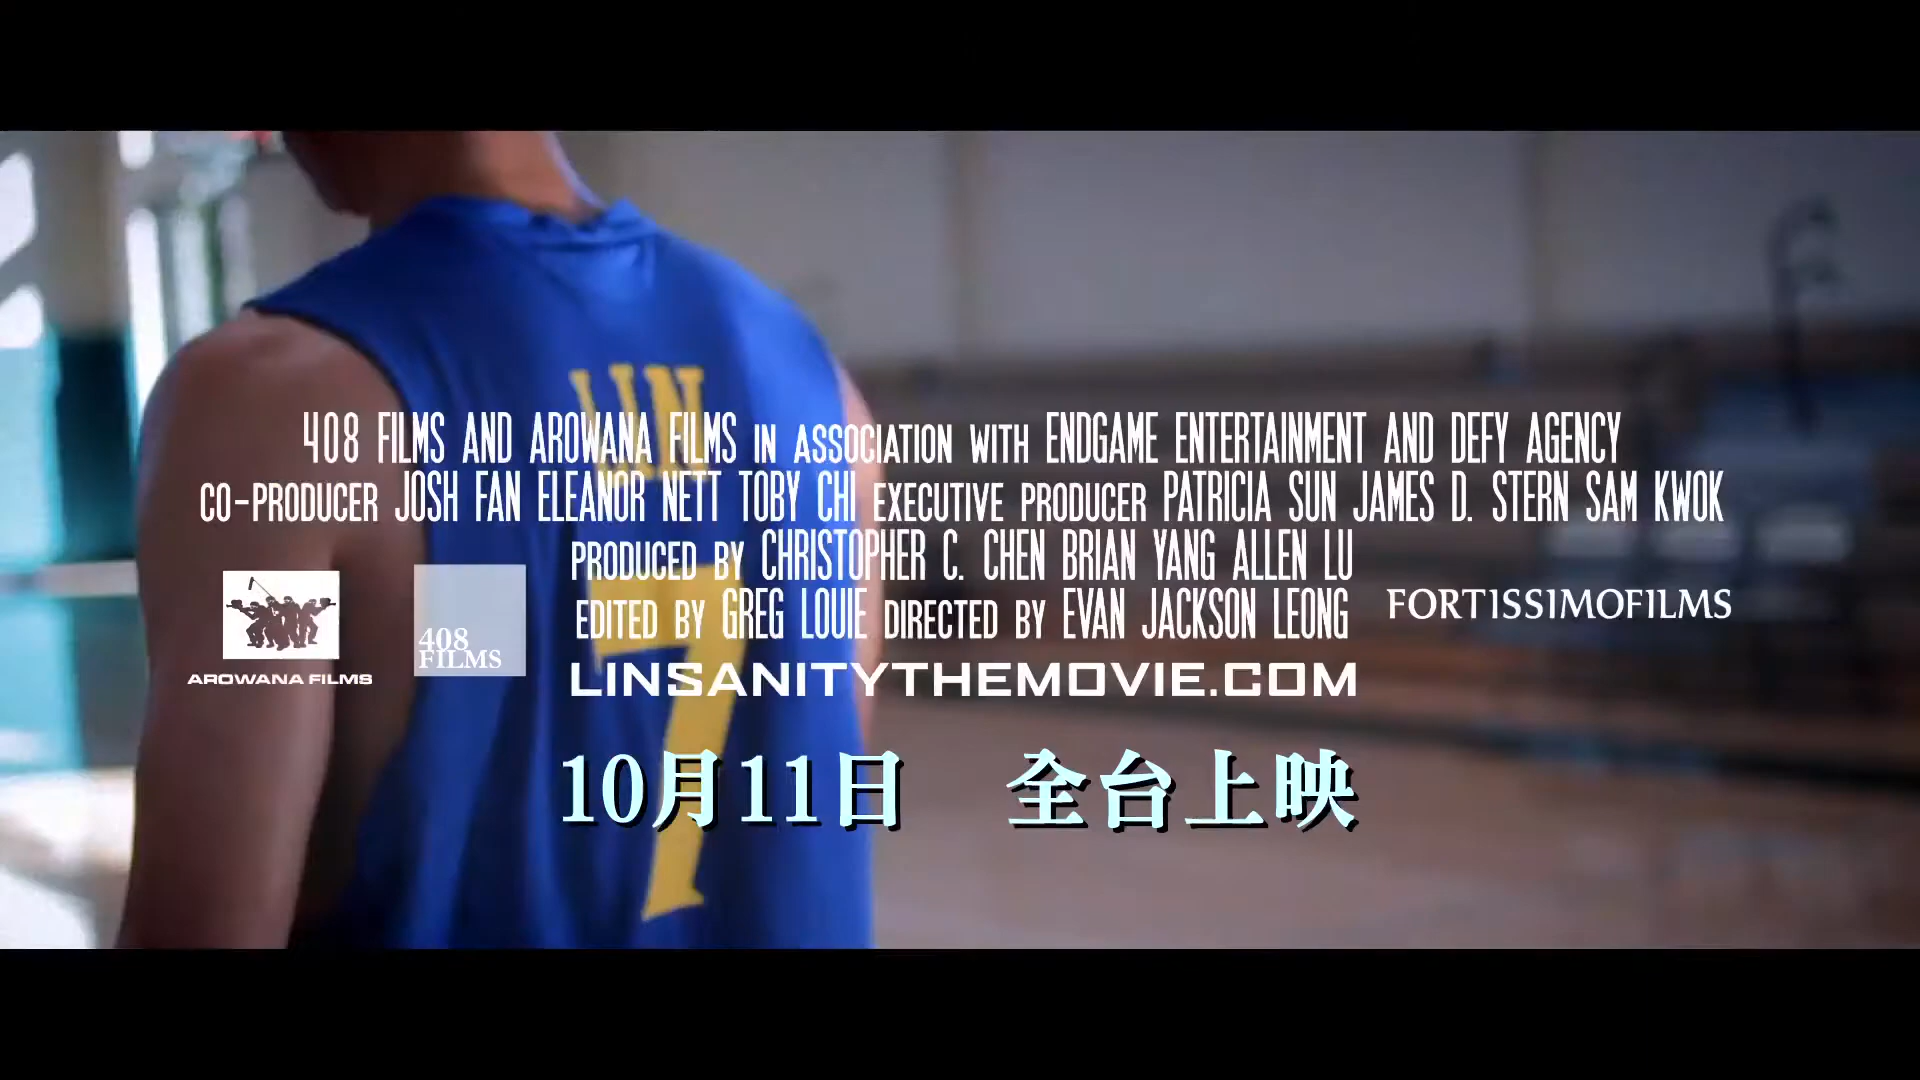 LIN
7
408 FILMS AND AROWANA FILMS IN ASSOCIATION WITH ENDGAME ENTERTAINMENT AND DEFY AGENCY
CO-PRODUCER JOSH FAN ELEANOR NETT TOBY CHI EXECUTIVE PRODUCER PATRICIA SUN JAMES D. STERN SAM KWOK
PRODUCED BY CHRISTOPHER C. CHEN BRIAN YANG ALLEN LU
EDITED BY GREG LOUIE DIRECTED BY EVAN JACKSON LEONG
AROWANA FILMS
408
FILMS
FORTISSIMOFILMS
LINSANITYTHEMOVIE.COM
10月11日 全台上映